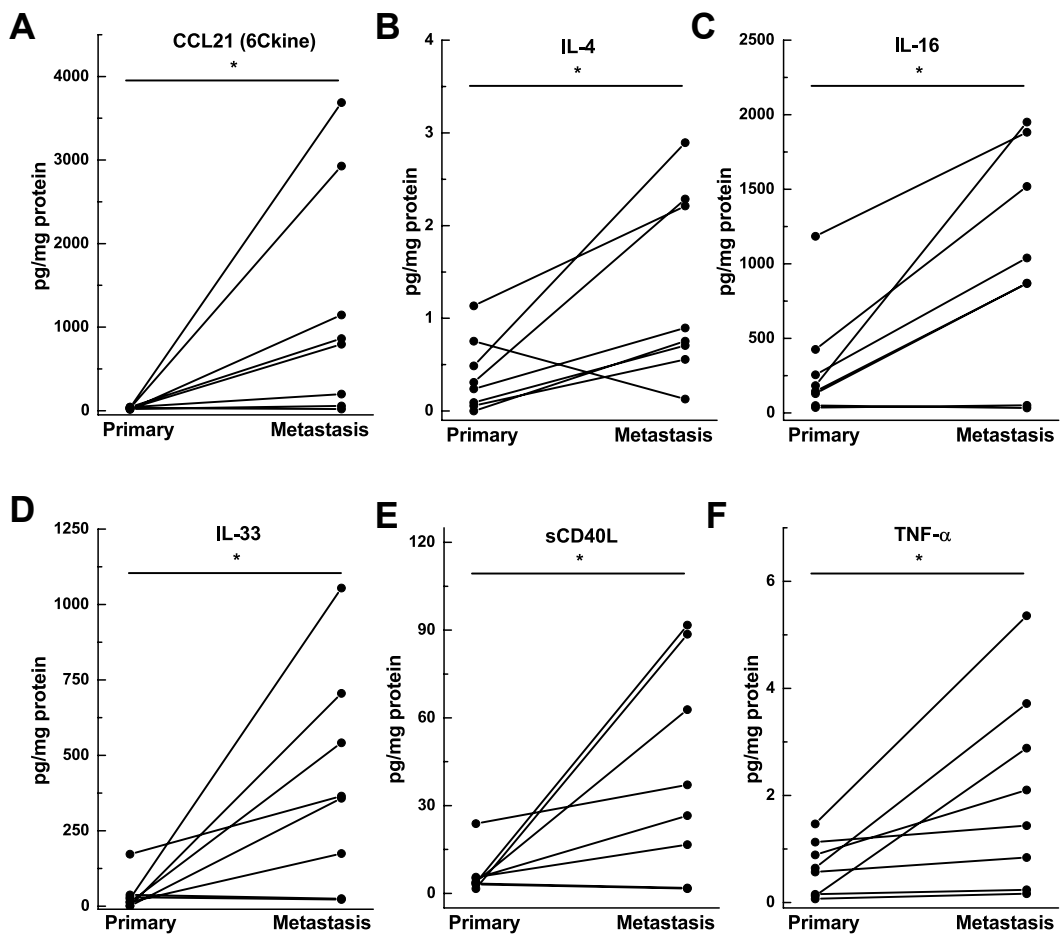 A
CCL21 (6Ckine)
*
pg/mg protein
4000
3000
2000
1000
0
Primary
Metastasis
B
IL-4
*
pg/mg protein
4
3
2
1
0
Primary
Metastasis
C
IL-16
*
pg/mg protein
2500
2000
1500
1000
500
0
Primary
Metastasis
D
IL-33
*
pg/mg protein
1250
1000
750
500
250
0
Primary
Metastasis
E
sCD40L
*
pg/mg protein
120
90
60
30
0
Primary
Metastasis
F
TNF-α
*
pg/mg protein
6
4
2
0
Primary
Metastasis